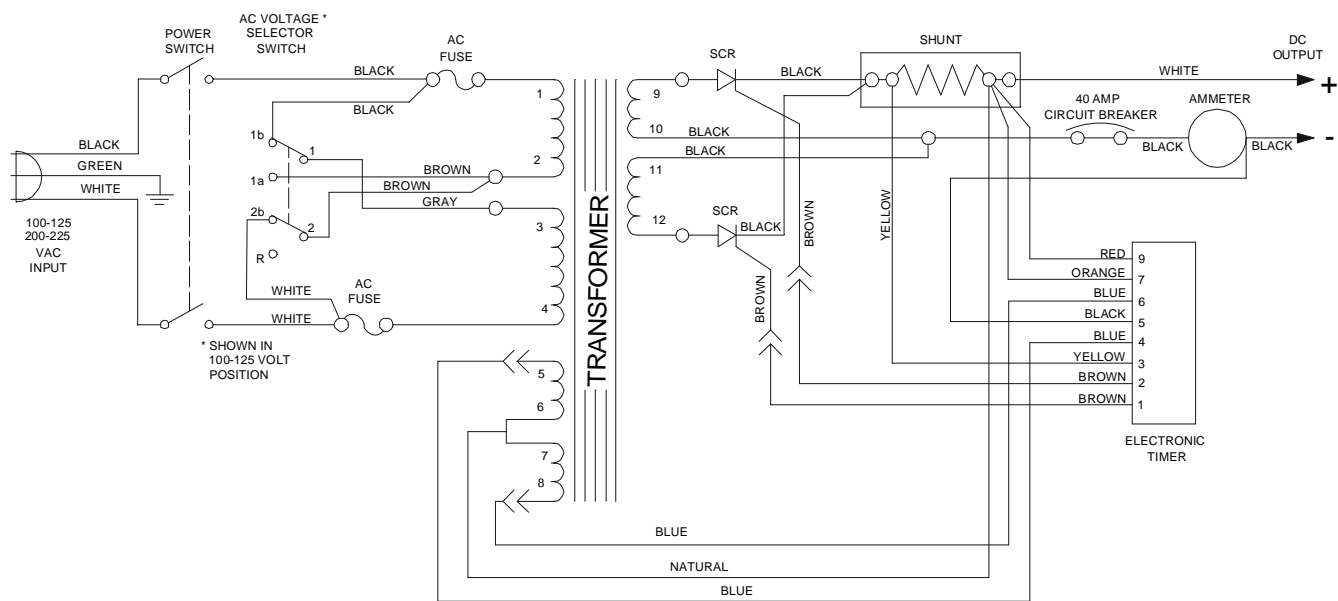 AC VOLTAGE *
SELECTOR
SWITCH
POWER
SWITCH
AC
FUSE
SCR
SHUNT
DC
OUTPUT
BLACK
BLACK
WHITE
+
BLACK
1
9
40 AMP
CIRCUIT BREAKER
AMMETER
1b
1
10
BLACK
-
BLACK
BLACK
BLACK
GREEN
WHITE
2
BROWN
1a
BROWN
GRAY
11
BLACK
2b
2
3
12
SCR
BLACK
BROWN
YELLOW
100-125
200-225
VAC
INPUT
R
AC
FUSE
WHITE
WHITE
4
TRANSFORMER
BROWN
RED
9
ORANGE
7
BLUE
6
BLACK
5
BLUE
4
YELLOW
3
BROWN
2
BROWN
1
* SHOWN IN
100-125 VOLT
POSITION
5
6
7
8
ELECTRONIC
TIMER
BLUE
NATURAL
BLUE